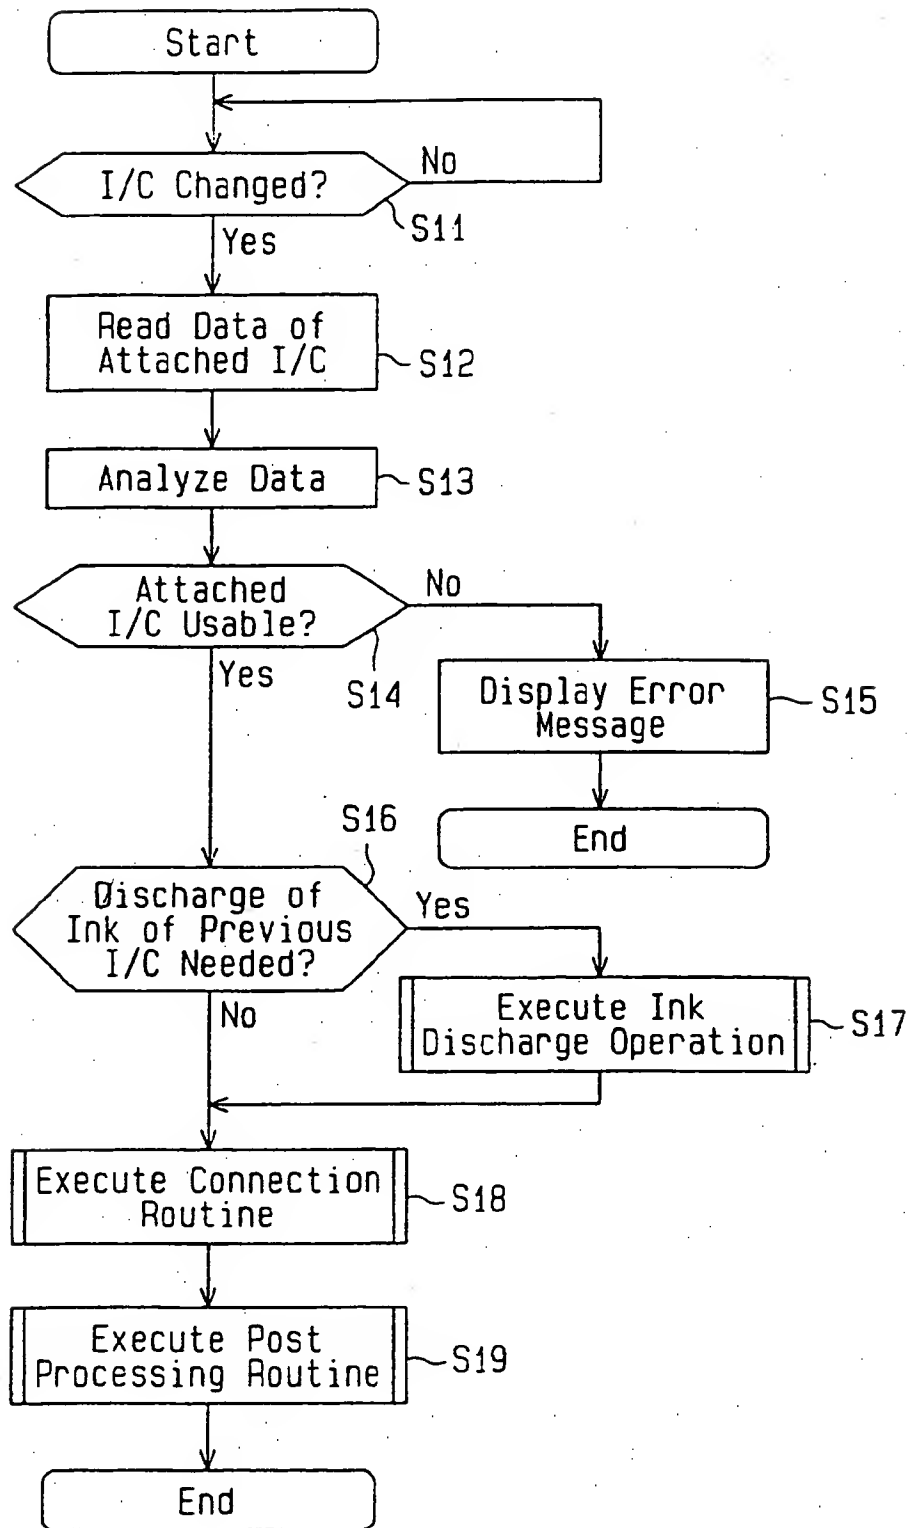 Start
No
I/C Changed?
S11
Yes
Read Data of
Attached I/C
S12
Analyze Data
S13
Attached
I/C Usable?
No
Yes
S14
Display Error
Message
S15
End
S16
Discharge of
Ink of Previous
I/C Needed?
Yes
No
Execute Ink
Discharge Operation
S17
Execute Connection
Routine
S18
Execute Post
Processing Routine
S19
End